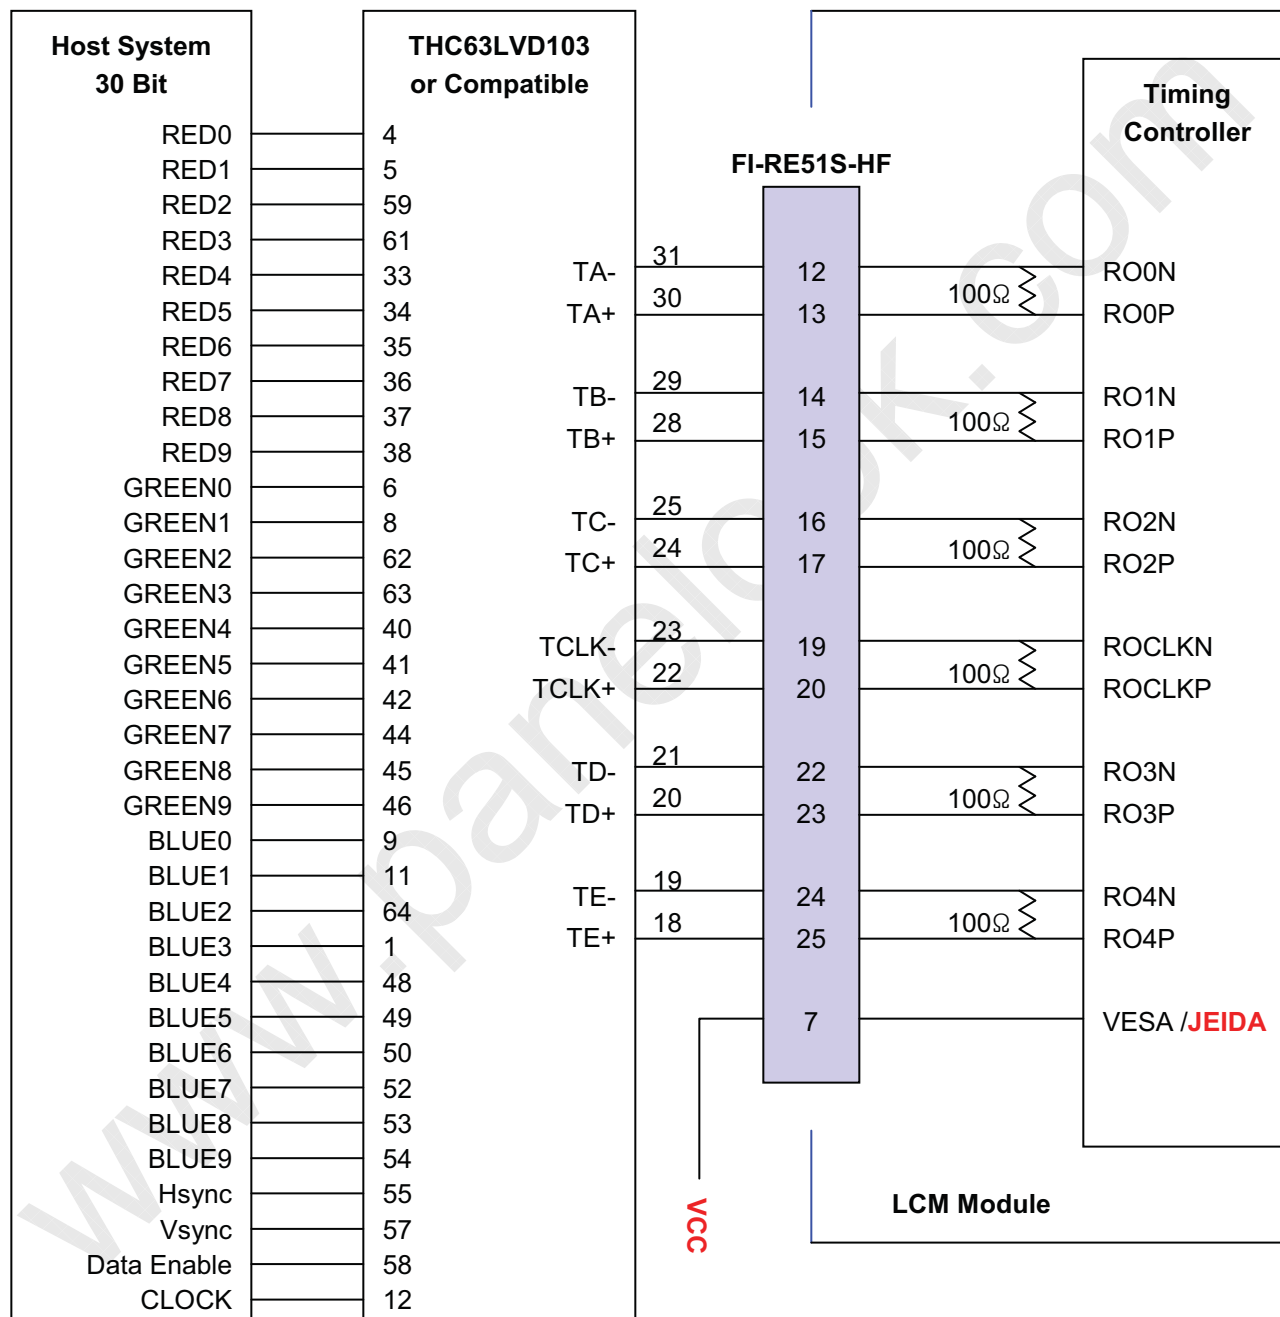 Host System
30 Bit
RED0
RED1
RED2
RED3
RED4
RED5
RED6
RED7
RED8
RED9
GREEN0
GREEN1
GREEN2
GREEN3
GREEN4
GREEN5
GREEN6
GREEN7
GREEN8
GREEN9
BLUE0
BLUE1
BLUE2
BLUE3
BLUE4
BLUE5
BLUE6
BLUE7
BLUE8
BLUE9
Hsync
Vsync
Data Enable
CLOCK
THC63LVD103
or Compatible
4
5
59
61
33
34
35
36
37
38
6
8
62
63
40
41
42
44
45
46
9
11
64
1
48
49
50
52
53
54
55
57
58
12
TA-
TA+
TB-
TB+
TC-
TC+
TCLK-
TCLK+
TD-
TD+
TE-
TE+
31
30
29
28
25
24
23
22
21
20
19
18
VCC
FI-RE51S-HF
12
13
14
15
16
17
19
20
22
23
24
25
7
100Ω
100Ω
100Ω
100Ω
100Ω
100Ω
Timing
Controller
RO0N
RO0P
RO1N
RO1P
RO2N
RO2P
ROCLKN
ROCLKP
RO3N
RO3P
RO4N
RO4P
VESA /JEIDA
LCM Module
www.panelook.com